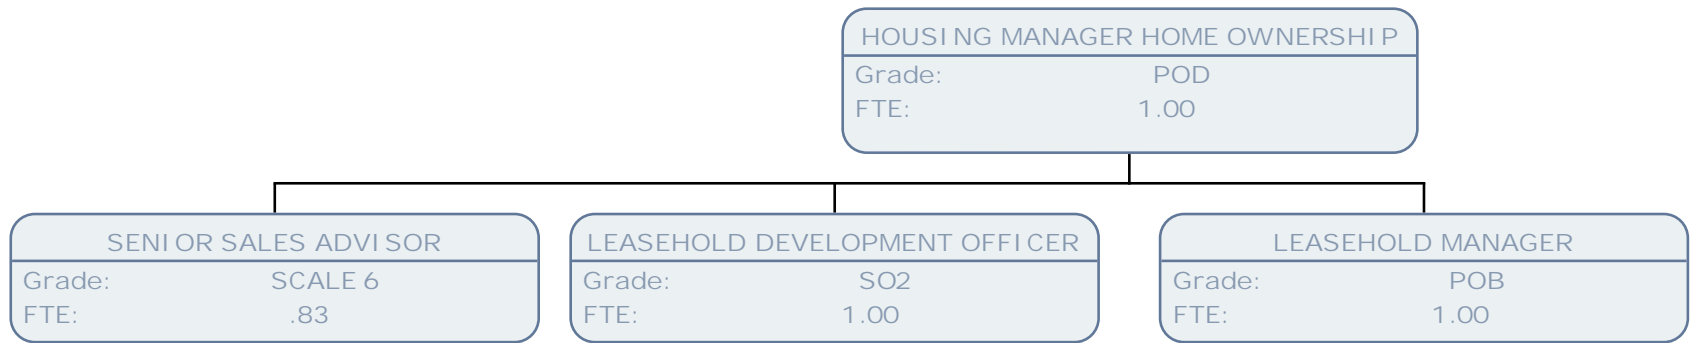 HOUSING MANAGER HOME OWNERSHIP
Grade: POD
FTE: 1.00
SENIOR SALES ADVISOR
Grade: SCALE 6
FTE: .83
LEASEHOLD DEVELOPMENT OFFICER
Grade: SO2
FTE: 1.00
LEASEHOLD MANAGER
Grade: POB
FTE: 1.00